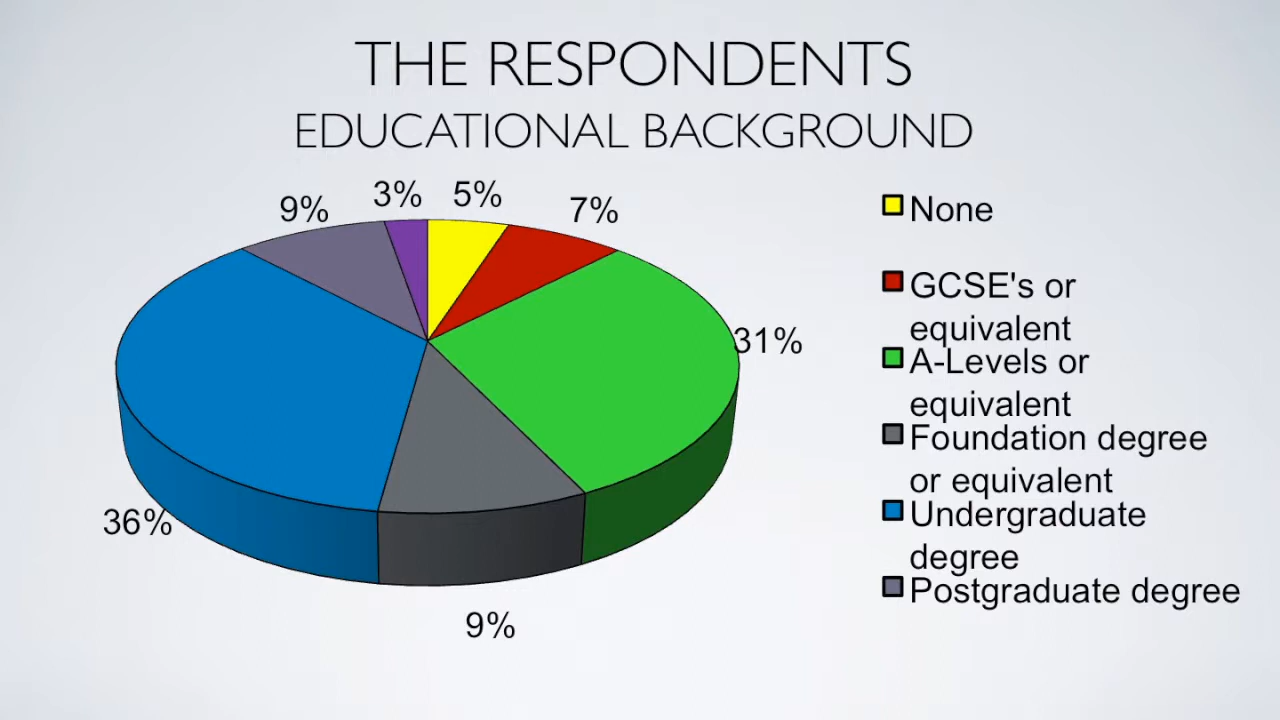 THE RESPONDENTS
EDUCATIONAL BACKGROUND
9%
3%
5%
7%
31%
36%
9%
None
GCSE's or
equivalent
A-Levels or
equivalent
Foundation degree
or equivalent
Undergraduate
degree
Postgraduate degree